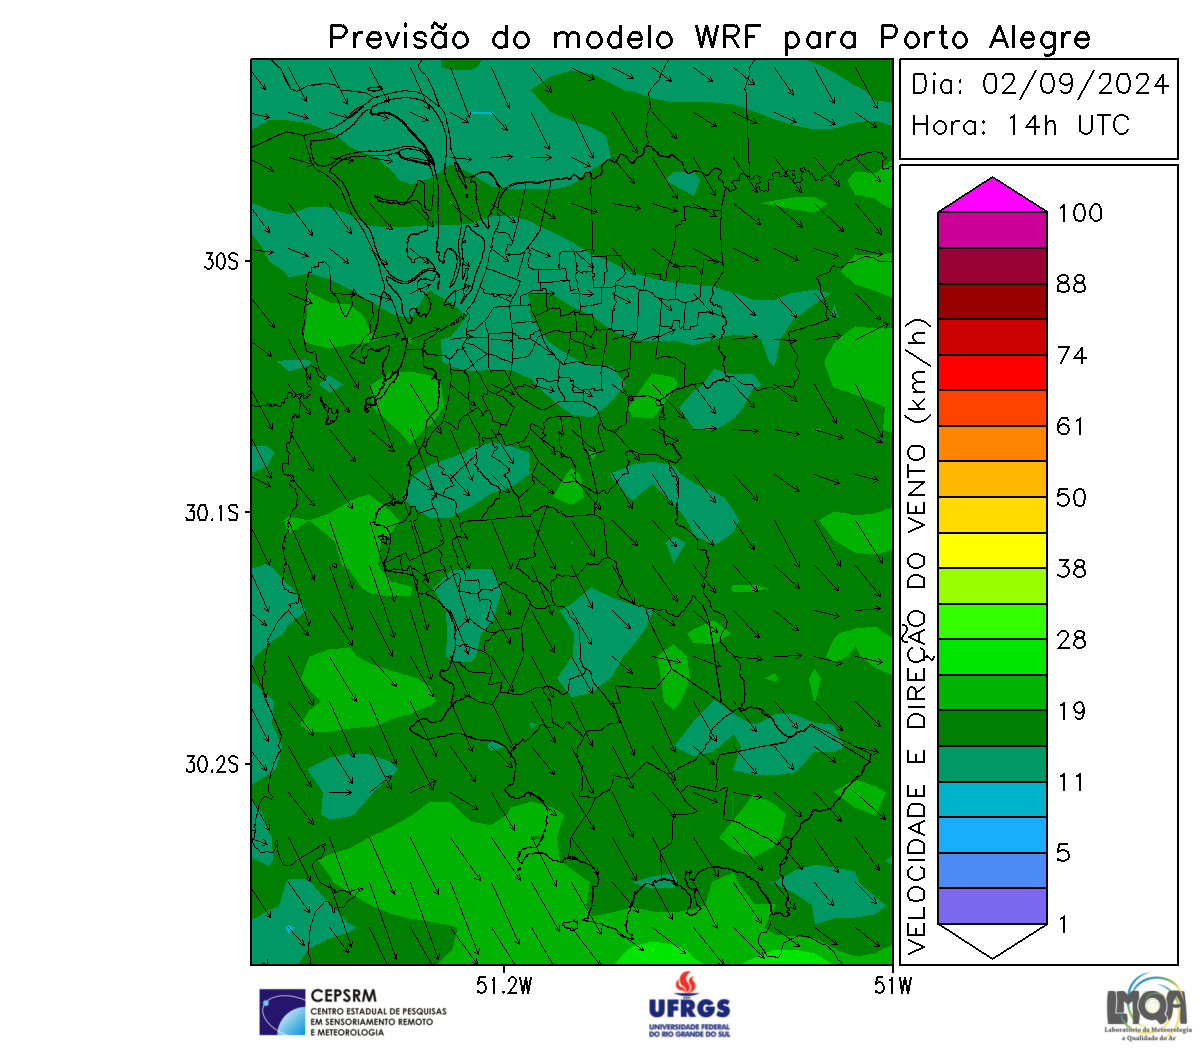 Previsão do modelo WRF para Porto Alegre
Dia: 02/09/2024
Hora: 14h UTC
VELOCIDADE E DIREÇÃO DO VENTO (km/h)
100
88
74
61
50
38
28
19
11
5
1
30S
30.1S
30.2S
51.2W
51W
CEPSRM
CENTRO ESTADUAL DE PESQUISAS
EM SENSORIAMENTO REMOTO
E METEOROLOGIA
UFRGS
UNIVERSIDADE FEDERAL
DO RIO GRANDE DO SUL
LMQA
Laboratório de Meteorologia
e Qualidade do Ar